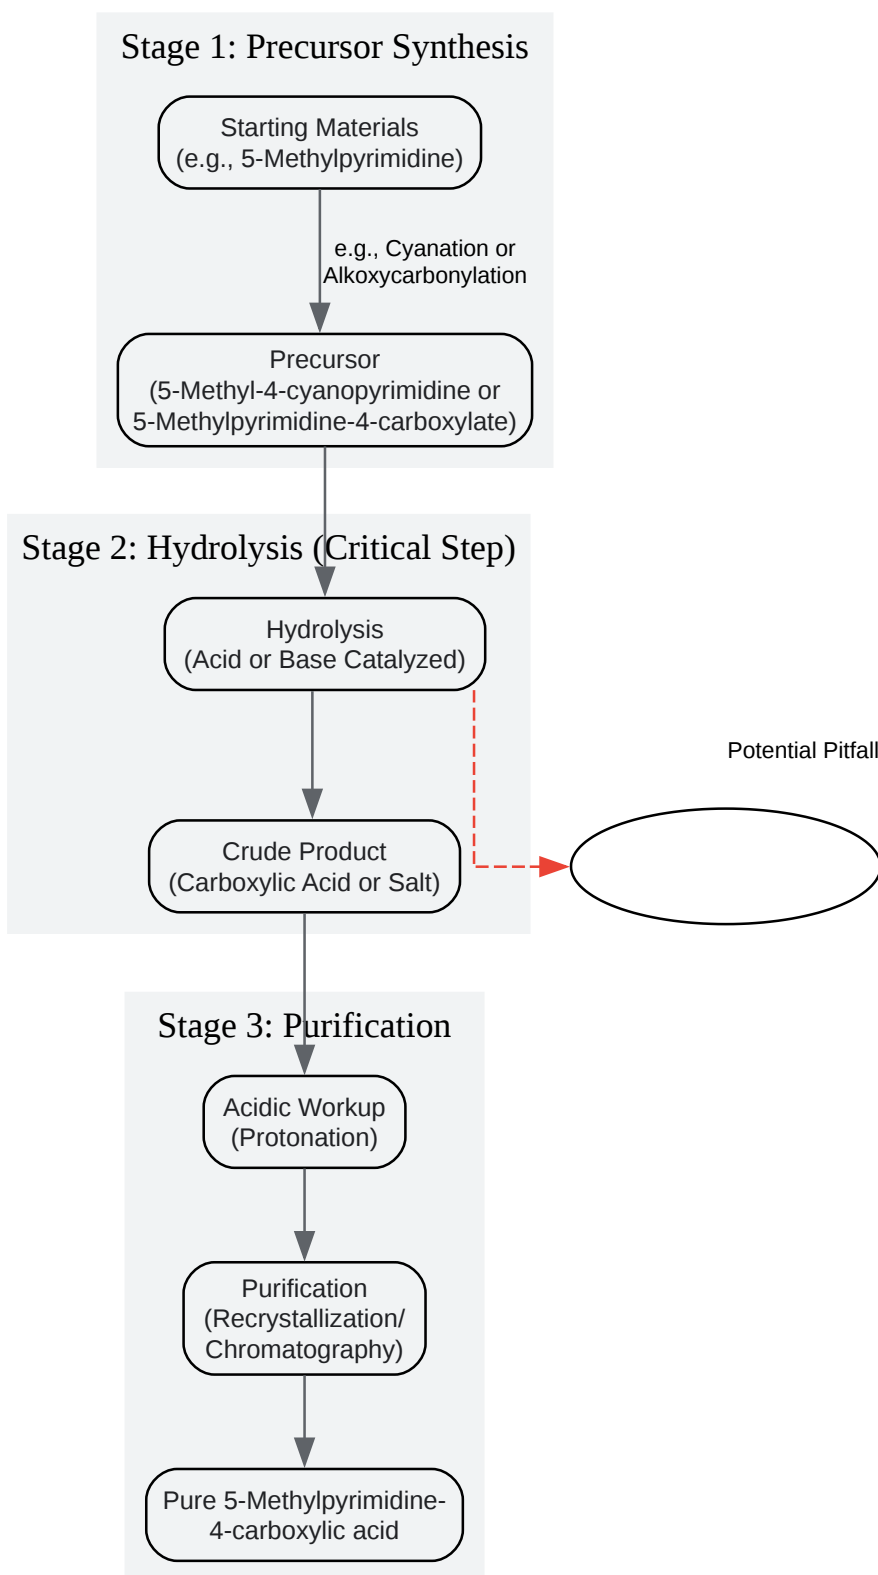 Stage 1: Precursor Synthesis
Starting Materials
(e.g., 5-Methylpyrimidine)
e.g., Cyanation or
Alkoxycarbonylation
Precursor
(5-Methyl-4-cyanopyrimidine or
5-Methylpyrimidine-4-carboxylate)
Stage 2: Hydrolysis (Critical Step)
Hydrolysis
(Acid or Base Catalyzed)
Potential Pitfall
Crude Product
(Carboxylic Acid or Salt)
Stage 3: Purification
Acidic Workup
(Protonation)
Purification
(Recrystallization/
Chromatography)
Pure 5-Methylpyrimidine-
4-carboxylic acid